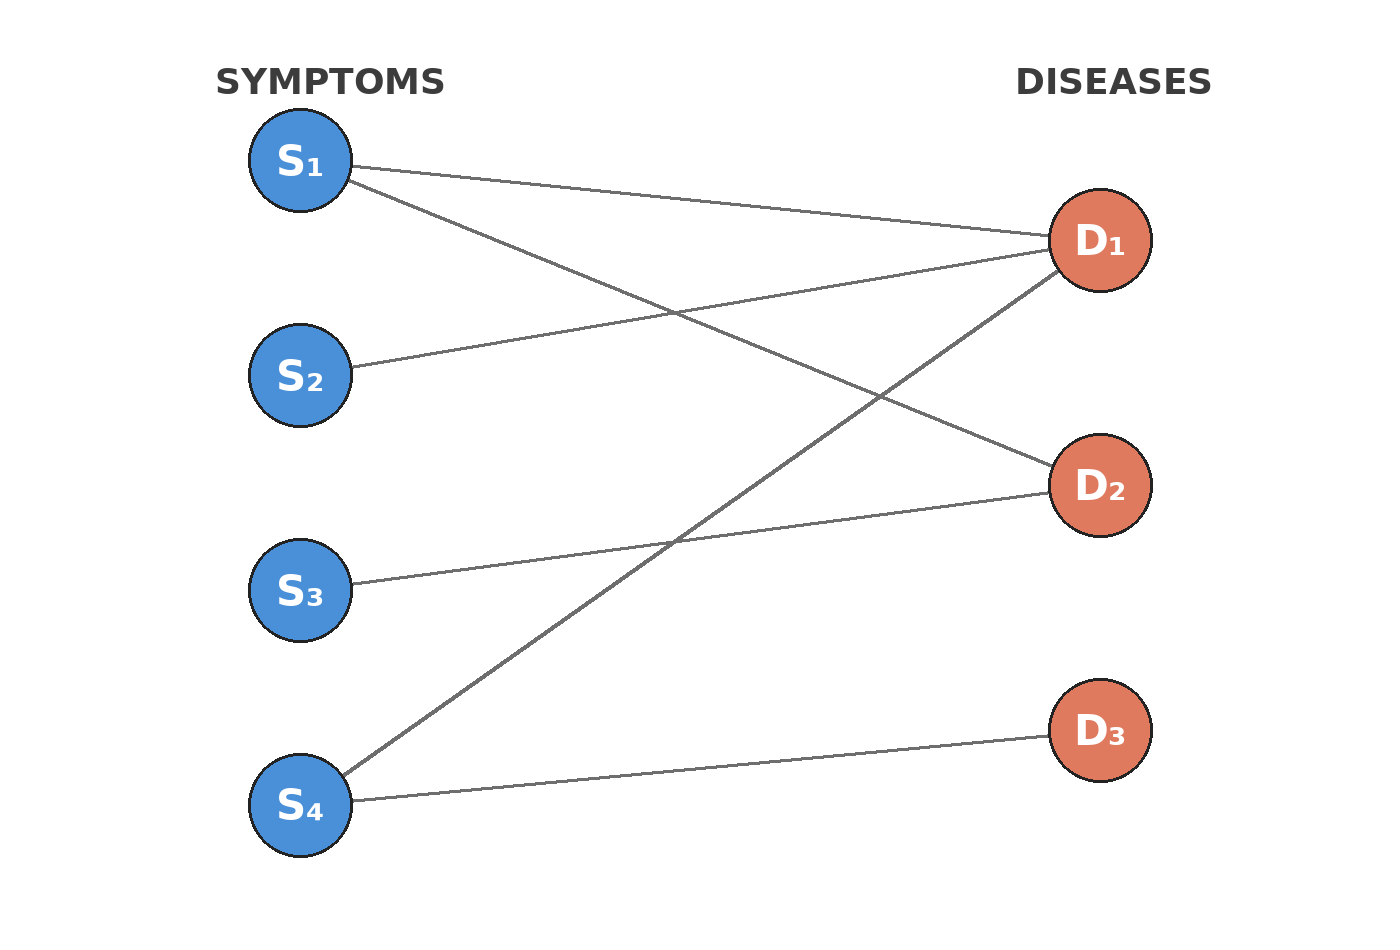 SYMPTOMS
DISEASES
S₁
D₁
S₂
D₂
S₃
D₃
S₄